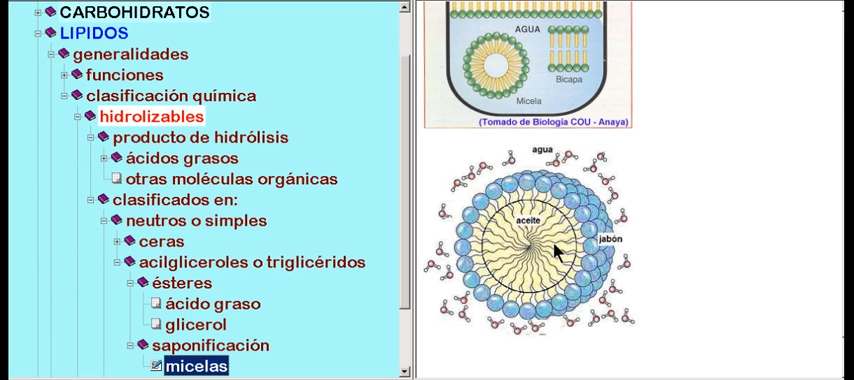 CARBOHIDRATOS
LIPIDOS
generalidades
funciones
clasificación química
hidrolizables
producto de hidrólisis
ácidos grasos
otras moléculas orgánicas
clasificados en:
neutros o simples
ceras
acilgliceroles o triglicéridos
ésteres
ácido graso
glicerol
saponificación
micelas
AGUA
Bicapa
Micela
(Tomado de Biología COU - Anaya)
agua
aceite
jabón